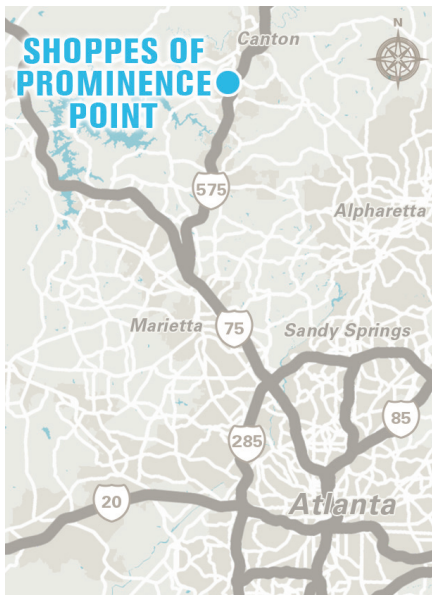 N
Canton
SHOPPES OF
PROMINENCE
POINT
575
Alpharetta
Marietta
75
Sandy Springs
85
285
20
Atlanta